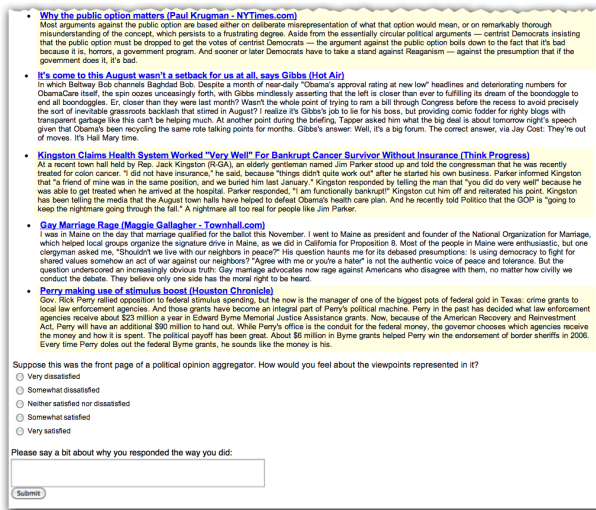 Why the public option matters (Paul Krugman - NYTimes.com)
Most arguments against the public option are based either on deliberate misrepresentation of what that option would mean, or on remarkably thorough
misunderstanding of the concept, which persists to a frustrating degree. Aside from the essentially circular political arguments — centrist Democrats insisting
that the public option must be dropped to get the votes of centrist Democrats — the argument against the public option boils down to the fact that it's bad
because it is, horrors, a government program. And sooner or later Democrats have to take a stand against Reaganism — against the presumption that if the
government does it, it's bad.
It's come to this August wasn't a setback for us at all, says Gibbs (Hot Air)
In which Beltway Bob channels Baghdad Bob. Despite a month of near-daily "Obama's approval rating at new low" headlines and deteriorating numbers for
ObamaCare itself, the spin oozes unceasingly forth, with Gibbs mindlessly asserting that the left is closer than ever to fulfilling its dream of the boondoggle to
end all boondoggles. Er, closer than they were last month? Wasn't the whole point of trying to ram a bill through Congress before the recess to avoid precisely
the sort of inevitable grassroots backlash that stirred in August? I realize it's Gibbs's job to lie for his boss, but providing comic fodder for righty blogs with
transparent garbage like this can't be helping much. At another point during the briefing, Tapper asked him what the big deal is about tomorrow night's speech
given that Obama's been recycling the same rote talking points for months. Gibbs's answer: Well, it's a big forum. The correct answer, via Jay Cost: They're out
of moves. It's Hail Mary time.
Kingston Claims Health System Worked "Very Well" For Bankrupt Cancer Survivor Without Insurance (Think Progress)
At a recent town hall held by Rep. Jack Kingston (R-GA), an elderly gentleman named Jim Parker stood up and told the congressman that he was recently
treated for colon cancer. "I did not have insurance," he said, because "things didn't quite work out" after he started his own business. Parker informed Kingston
that "a friend of mine was in the same position, and we buried him last January." Kingston responded by telling the man that "you did do very well" because he
was able to get treated when he arrived at the hospital. Parker responded, "I am functionally bankrupt!" Kingston cut him off and reiterated his point. Kingston
has been telling the media that the August town halls have helped to defeat Obama's health care plan. And he recently told Politico that the GOP is "going to
keep the nightmare going through the fall." A nightmare all too real for people like Jim Parker.
Gay Marriage Rage (Maggie Gallagher - Townhall.com)
I was in Maine on the day that marriage qualified for the ballot this November. I went to Maine as president and founder of the National Organization for Marriage,
which helped local groups organize the signature drive in Maine, as we did in California for Proposition 8. Most of the people in Maine were enthusiastic, but one
clergyman asked me, "Shouldn't we live with our neighbors in peace?" His question haunts me for its debased presumptions: Is using democracy to fight for
shared values somehow an act of war against our neighbors? "Agree with me or you're a hater" is not the authentic voice of peace and tolerance. But the
question underscored an increasingly obvious truth: Gay marriage advocates now rage against Americans who disagree with them, no matter how civilly we
conduct the debate. They believe only one side has the moral right to be heard.
Perry making use of stimulus boost (Houston Chronicle)
Gov. Rick Perry rallied opposition to federal stimulus spending, but he now is the manager of one of the biggest pots of federal gold in Texas: crime grants to
local law enforcement agencies. And those grants have become an integral part of Perry's political machine. Perry in the past has decided what law enforcement
agencies receive about $23 million a year in Edward Byrne Memorial Justice Assistance grants. Now, because of the American Recovery and Reinvestment
Act, Perry will have an additional $90 million to hand out. While Perry's office is the conduit for the federal money, the governor chooses which agencies receive
the money and how it is spent. The political payoff has been great. About $6 million in Byrne grants helped Perry win the endorsement of border sheriffs in 2006.
Every time Perry doles out the federal Byrne grants, he sounds like the money is his.
Suppose this was the front page of a political opinion aggregator. How would you feel about the viewpoints represented in it?
Very dissatisfied
Somewhat dissatisfied
Neither satisfied nor dissatisfied
Somewhat satisfied
Very satisfied
Please say a bit about why you responded the way you did:
Submit